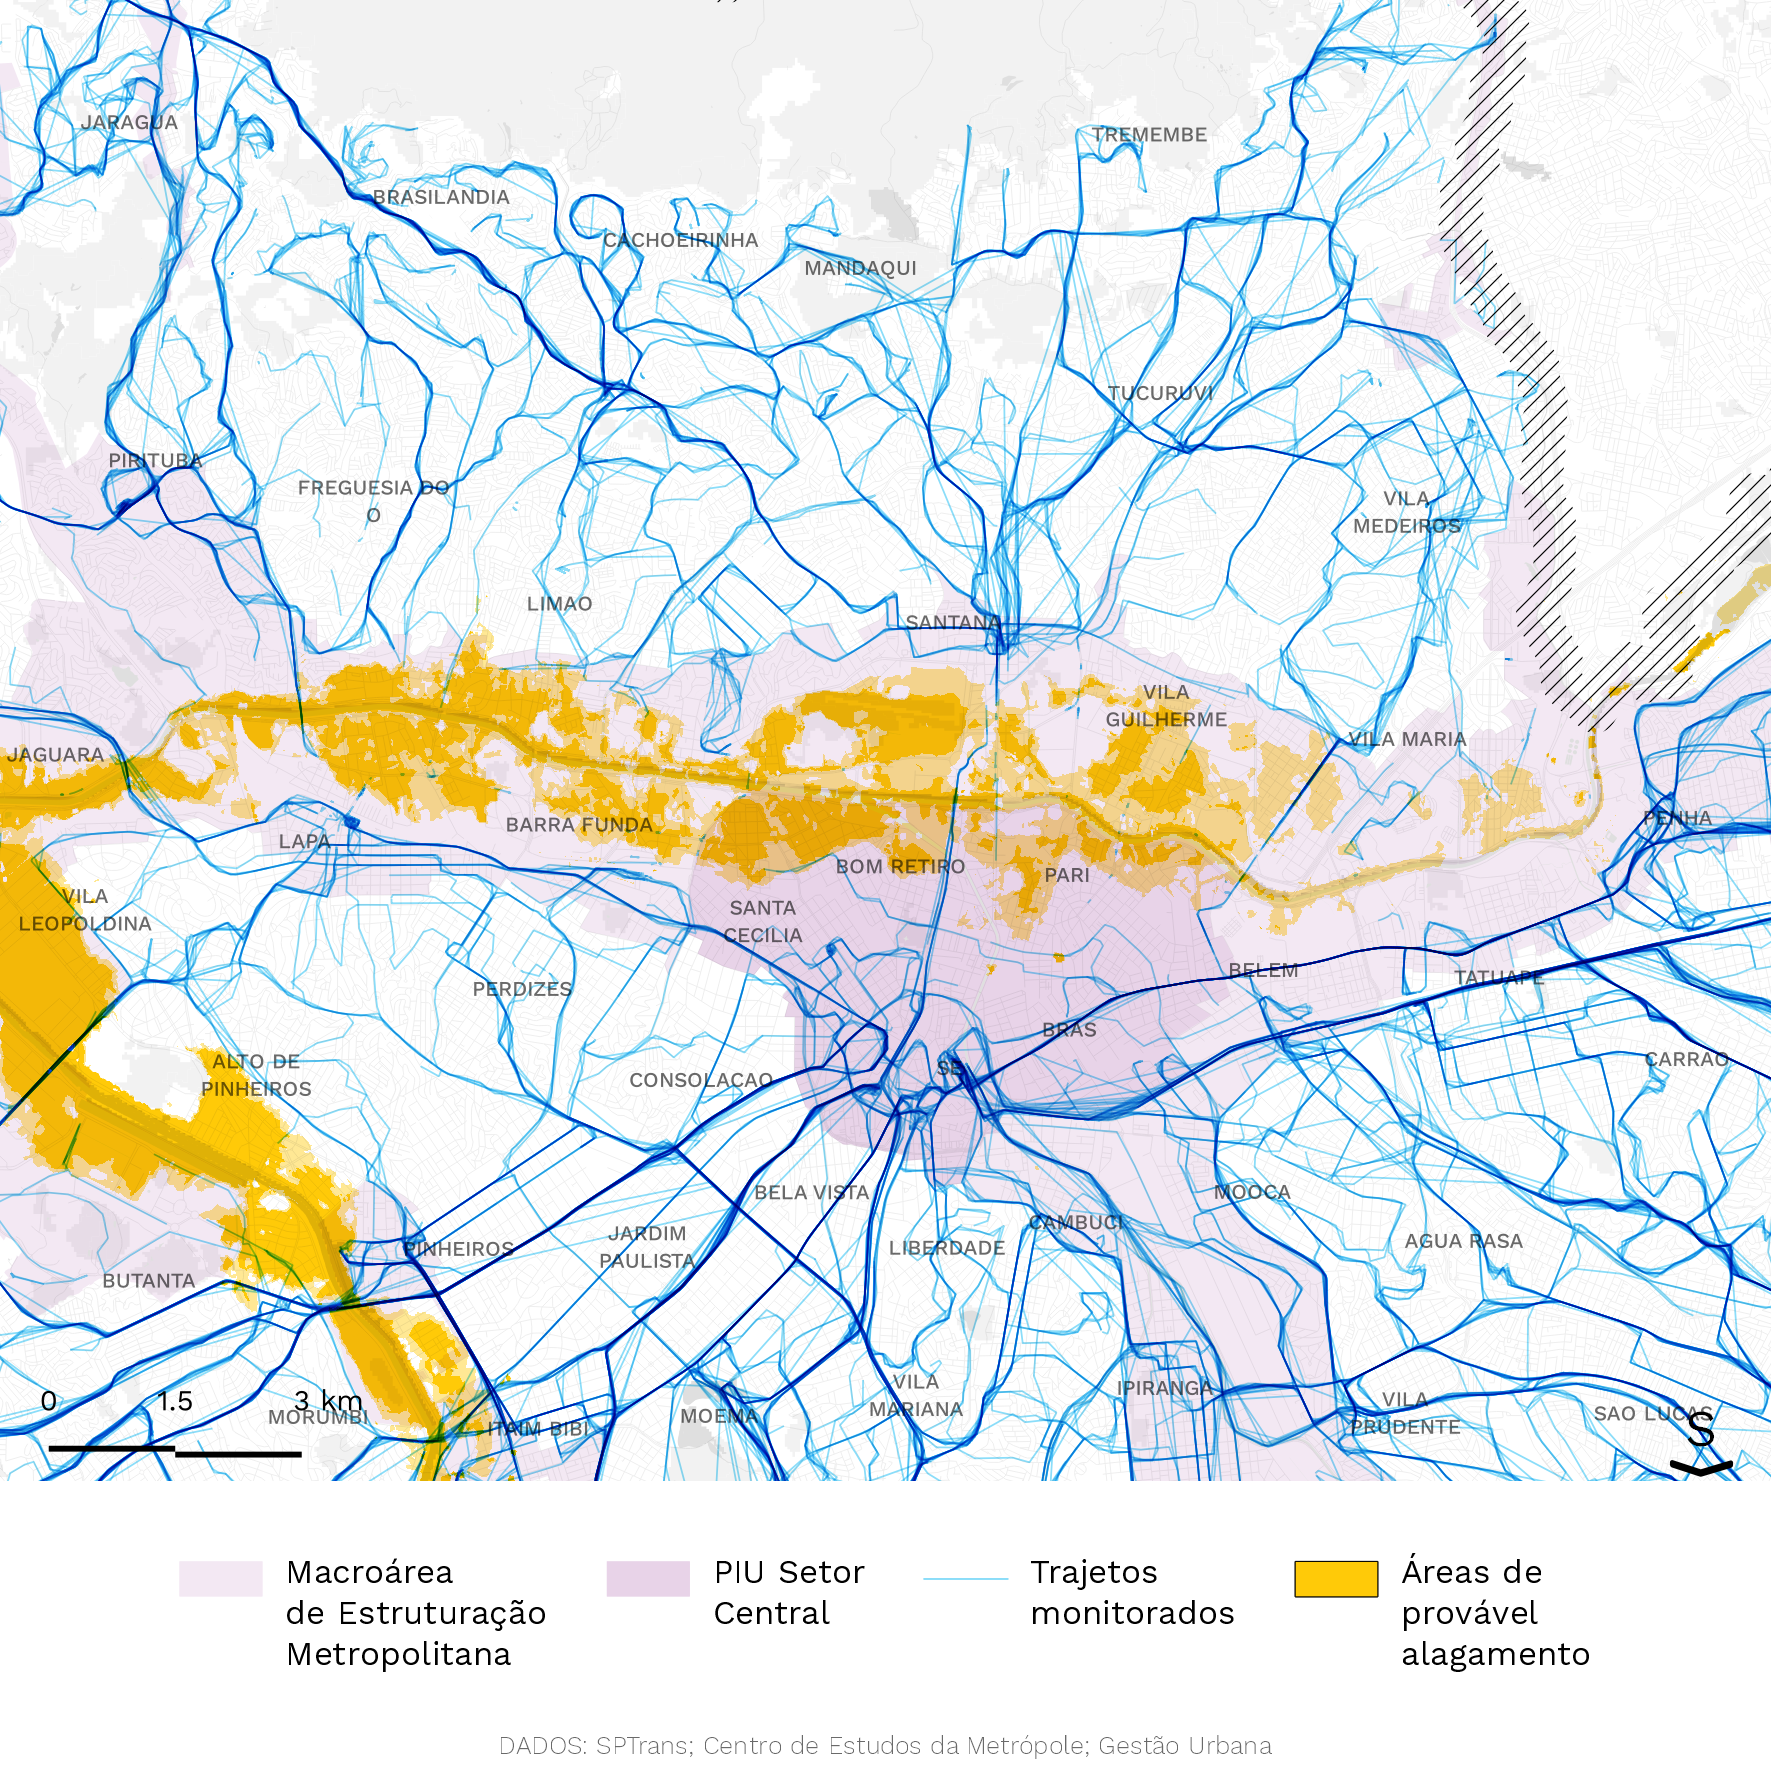 JARAGUA
TREMEMBE
BRASILANDIA
CACHOEIRINHA
MANDAQUI
TUCURUVI
PIRITUBA
FREGUESIA DO
O
VILA
MEDEIROS
LIMAO
SANTANA
VILA
GUILHERME
JAGUARA
VILA MARIA
LAPA
BARRA FUNDA
PENHA
BOM RETIRO
PARI
VILA
LEOPOLDINA
SANTA
CECILIA
PERDIZES
BELEM
TATUAPE
BRAS
ALTO DE
PINHEIROS
CONSOLACAO
SE
CARRAO
BELA VISTA
MOOCA
CAMBUCI
JARDIM
PAULISTA
LIBERDADE
AGUA RASA
PINHEIROS
BUTANTA
0 1.5 3 km
MORUMBI
ITAIM BIBI
MOEMA
VILA
MARIANA
IPIRANGA
VILA
PRUDENTE
SAO LUCAS
S
Macroárea
de Estruturação
Metropolitana
PIU Setor
Central
Trajetos
monitorados
Áreas de
provável
alagamento
DADOS: SPTrans; Centro de Estudos da Metrópole; Gestão Urbana